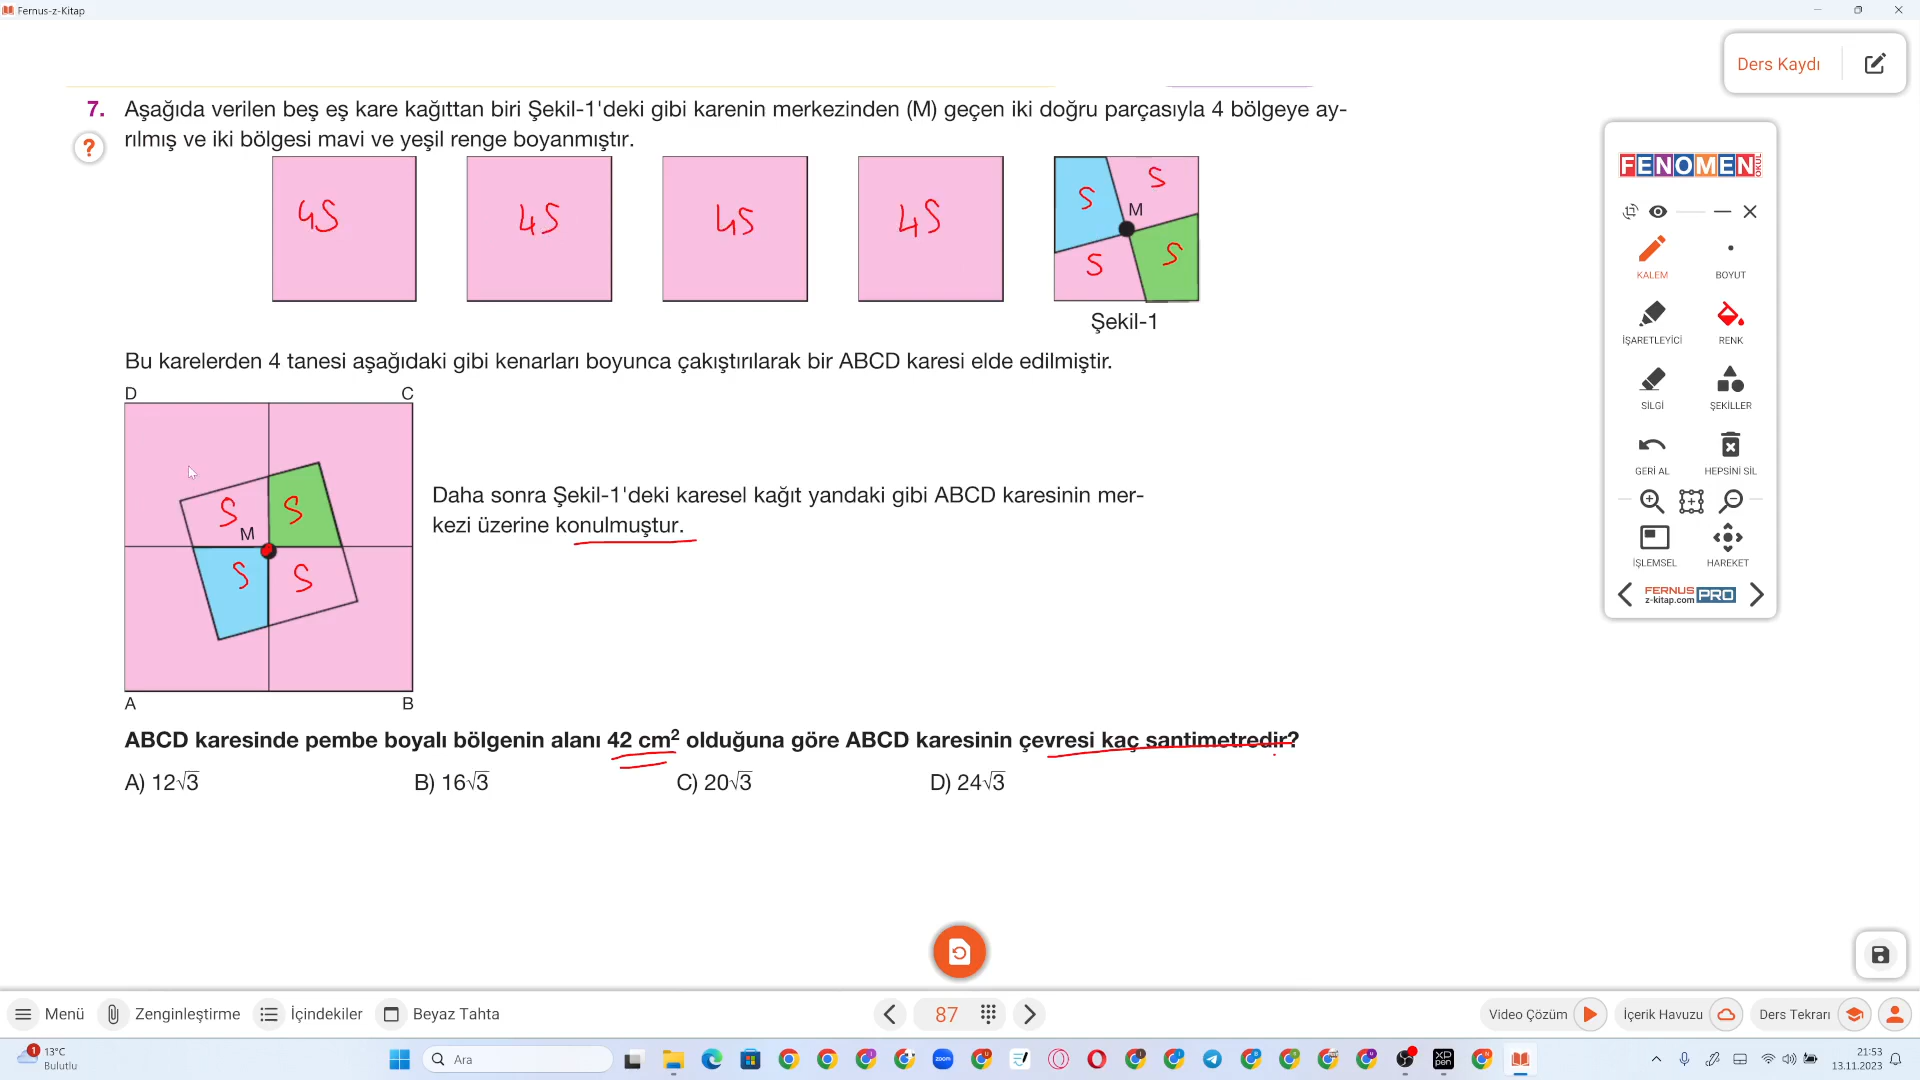 Fernus-z-Kitap
Ders Kaydı
7. Aşağıda verilen beş eş kare kağıttan biri Şekil-1'deki gibi karenin merkezinden (M) geçen iki doğru parçasıyla 4 bölgeye ay-
rılmış ve iki bölgesi mavi ve yeşil renge boyanmıştır.
?
4S 4S 4S 4S S S M S S
Şekil-1
Bu karelerden 4 tanesi aşağıdaki gibi kenarları boyunca çakıştırılarak bir ABCD karesi elde edilmiştir.
D C
S S
M
S S
A B
Daha sonra Şekil-1'deki karesel kağıt yandaki gibi ABCD karesinin mer-
kezi üzerine konulmuştur.
ABCD karesinde pembe boyalı bölgenin alanı 42 cm² olduğuna göre ABCD karesinin çevresi kaç santimetredir?
A) 12√3 B) 16√3 C) 20√3 D) 24√3
FENOMEN OKUL
KALEM BOYUT
İŞARETLEYİCİ RENK
SİLGİ ŞEKİLLER
GERİ AL HEPSİNİ SİL
İŞLEMSEL HAREKET
FERNUS
z-kitap.com PRO
Menü Zenginleştirme İçindekiler Beyaz Tahta 87 Video Çözüm İçerik Havuzu Ders Tekrarı
1 13°C
Bulutlu
Ara
zoom
XP
pen
21:53
13.11.2023